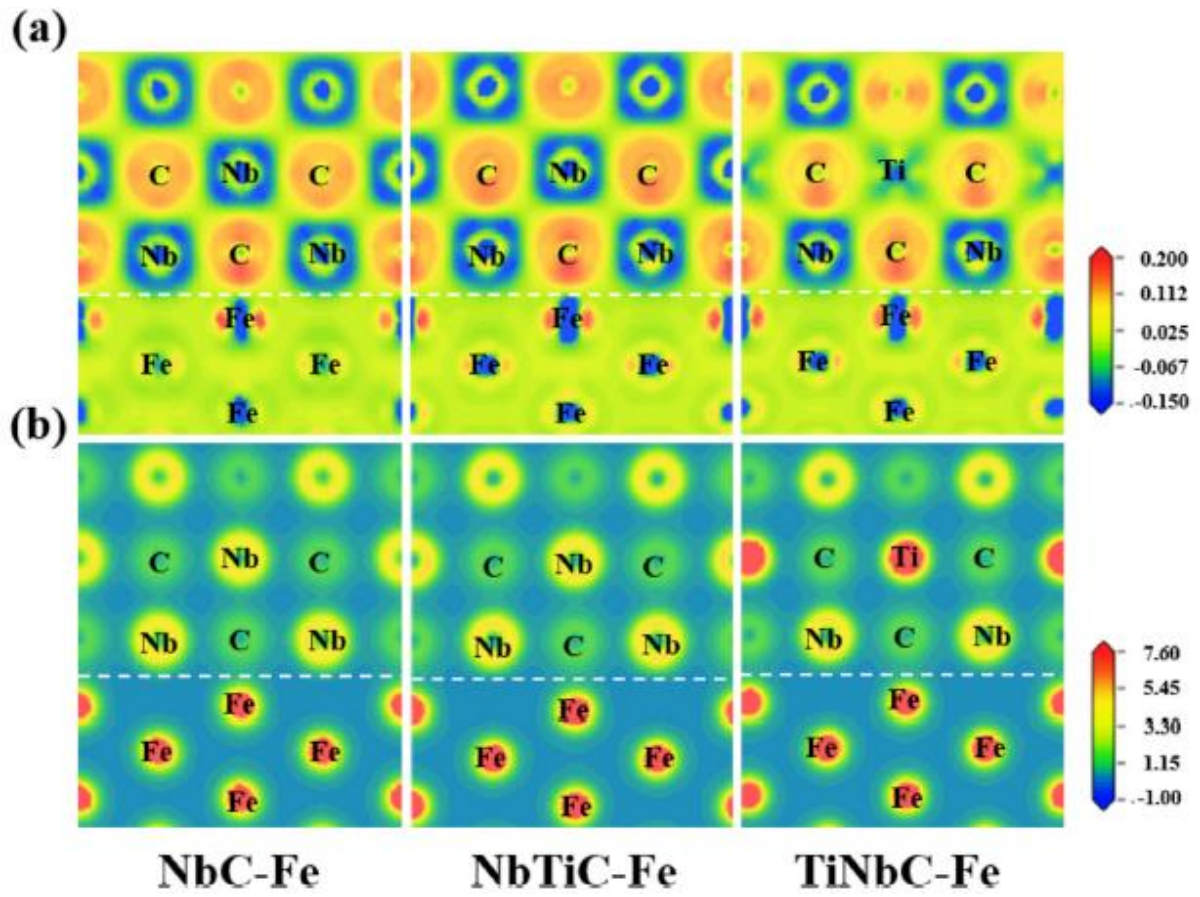 (a)
C Nb C C Nb C C Ti C
Nb C Nb Nb C Nb Nb C Nb
Fe Fe Fe
Fe Fe Fe Fe Fe Fe
Fe Fe Fe
0.200
0.112
0.025
-0.067
-0.150
(b)
C Nb C C Nb C C Ti C
Nb C Nb Nb C Nb Nb C Nb
Fe Fe Fe
Fe Fe Fe Fe Fe Fe
Fe Fe Fe
7.60
5.45
3.30
1.15
-1.00
NbC-Fe NbTiC-Fe TiNbC-Fe